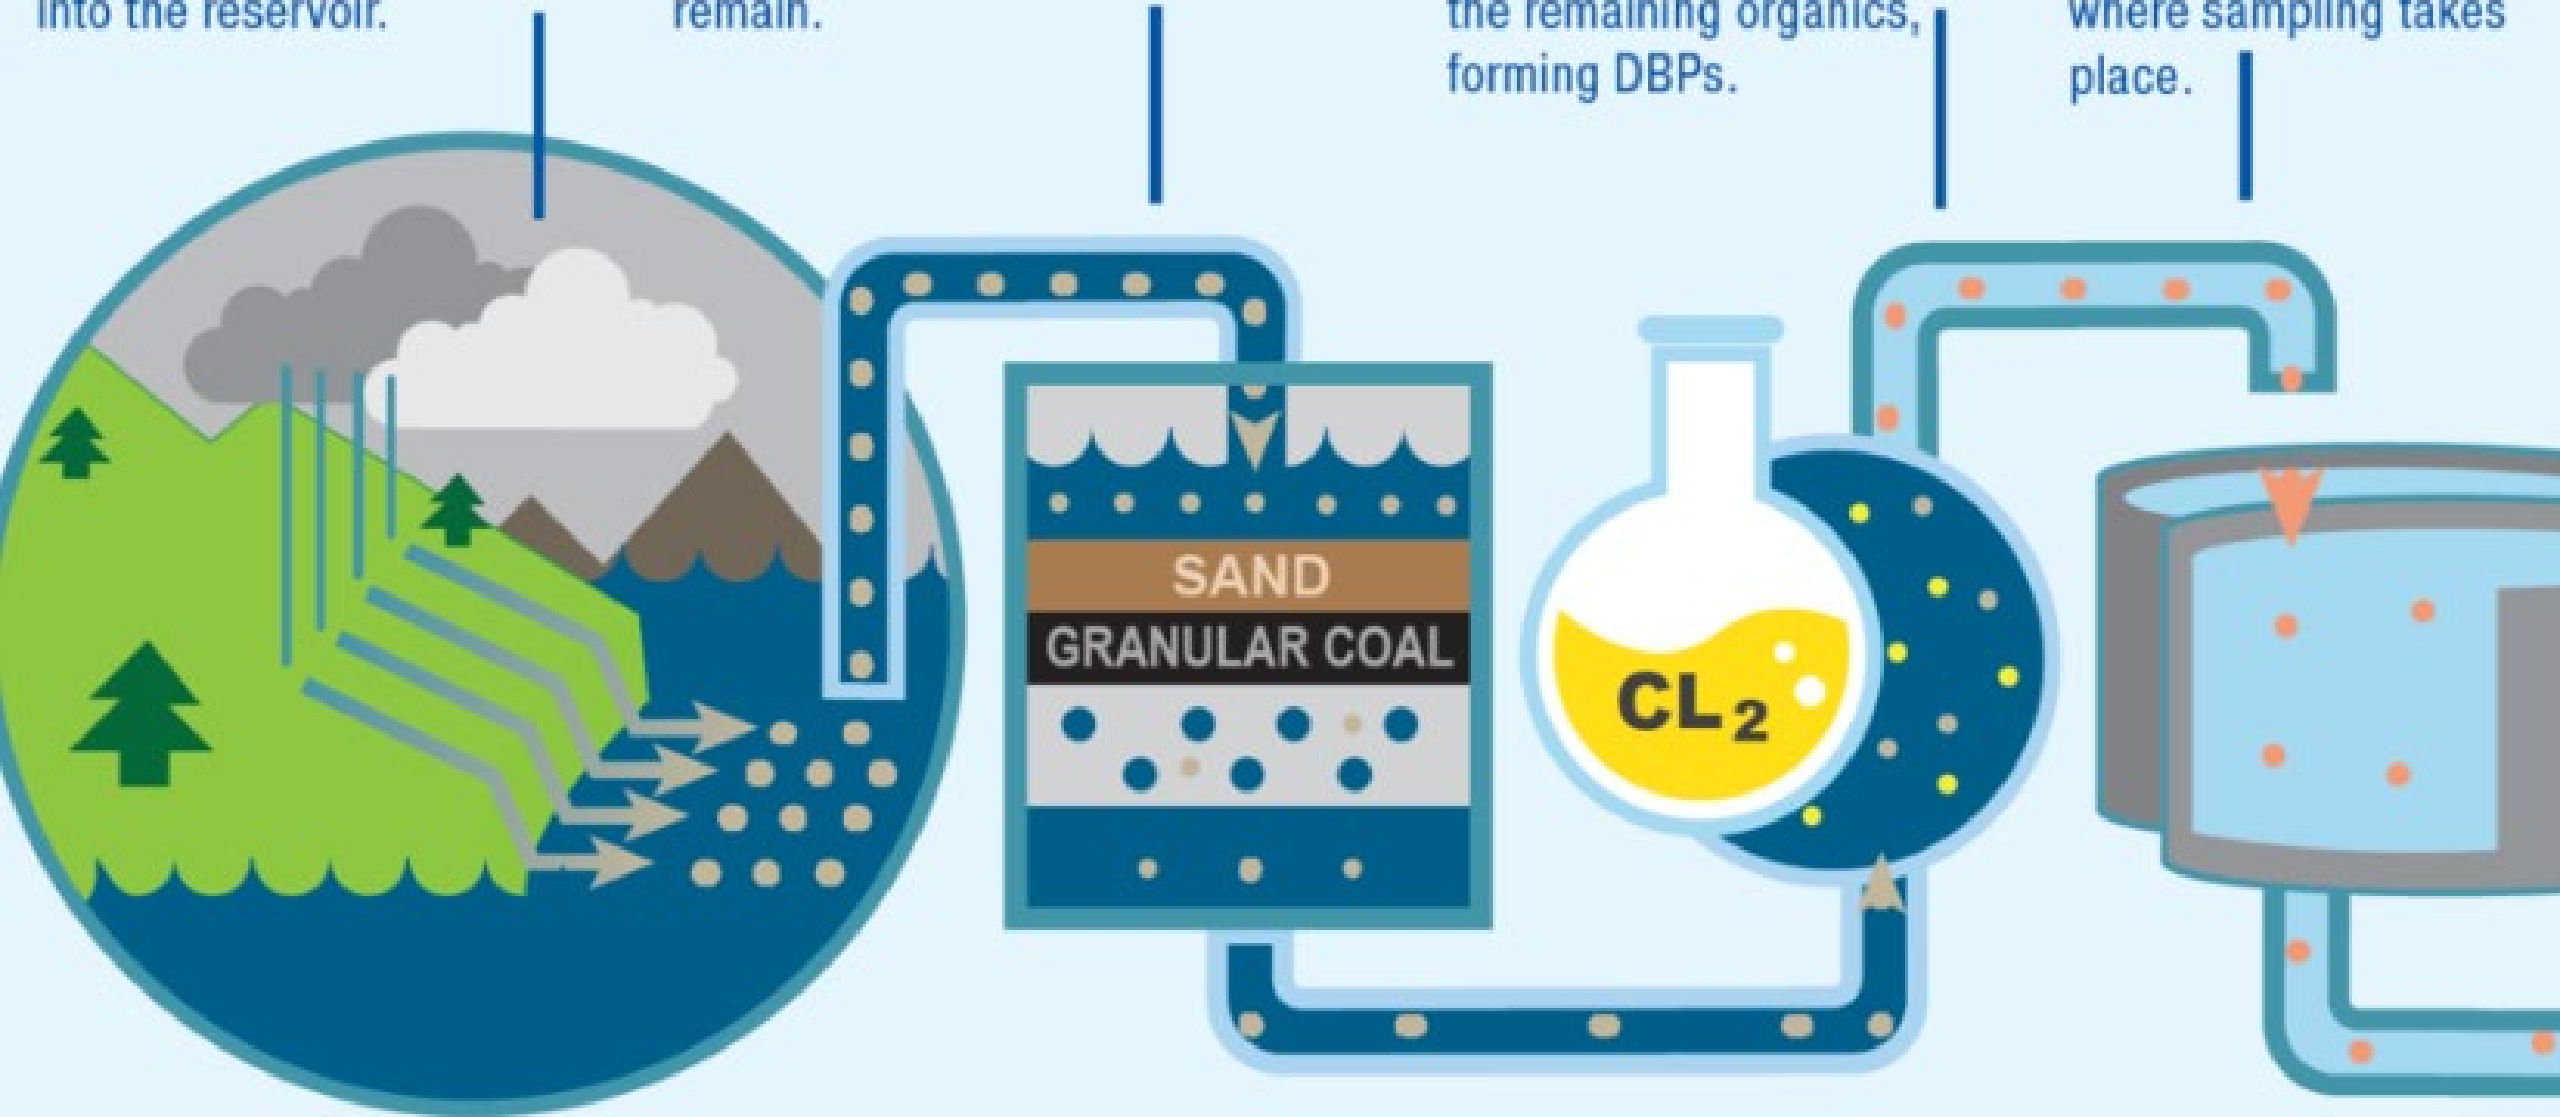 into the reservoir.
remain.
the remaining organics,
forming DBPs.
where sampling takes
place.
SAND
GRANULAR COAL
CL2